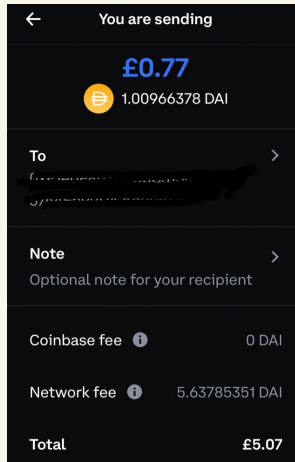 You are sending
£0.77
1.00966378 DAI
To
Note
Optional note for your recipient
Coinbase fee 0 DAI
Network fee 5.63785351 DAI
Total £5.07